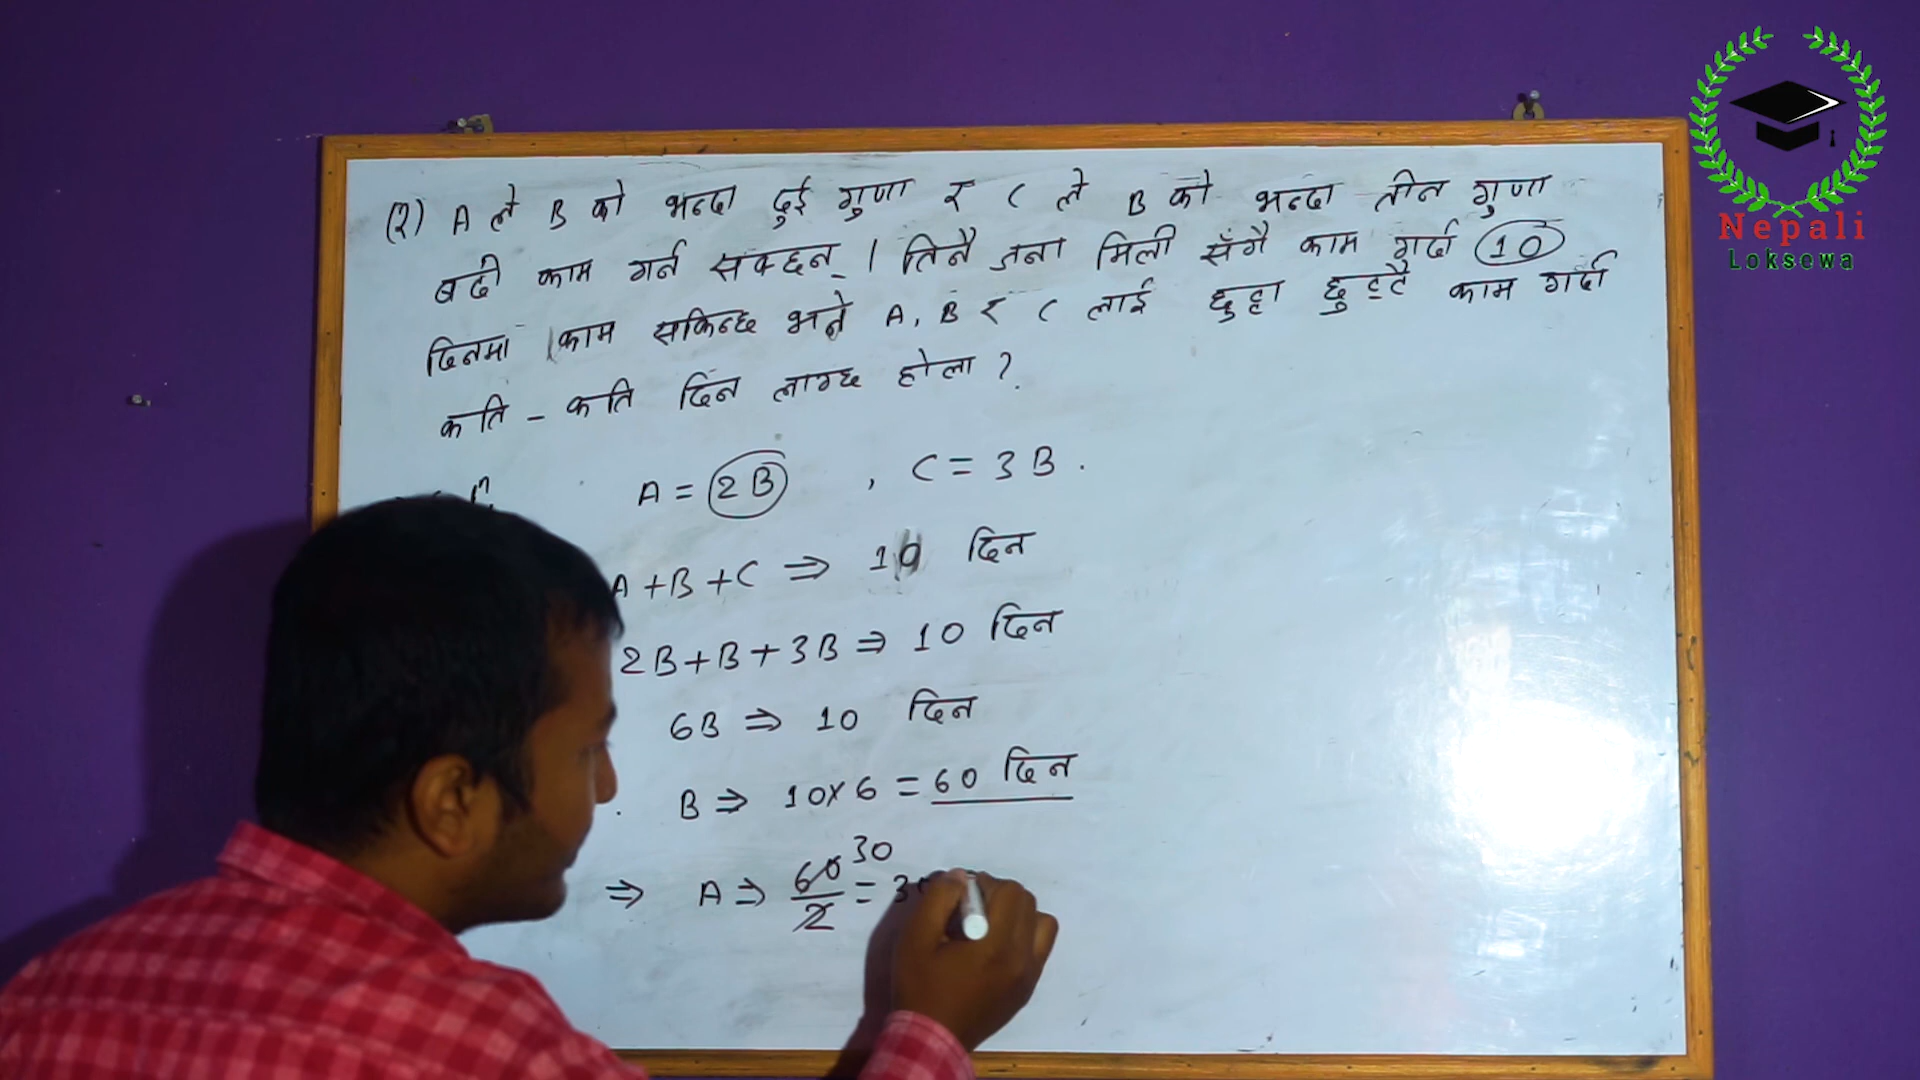 (२) A ले B को भन्दा दुई गुणा र C ले B को भन्दा तीन गुणा
बढी काम गर्न सक्छन् । तिनै जना मिली सँगै काम गर्दा 10
दिनमा काम सकिन्छ भने A, B र C लाई छुट्टा छुट्टै काम गर्दा
कति - कति दिन लाग्छ होला ?
A = 2B , C = 3B .
A + B + C ⇒ 10 दिन
2B + B + 3B ⇒ 10 दिन
6B ⇒ 10 दिन
B ⇒ 10 x 6 = 60 दिन
⇒ A ⇒ 60/2 30 =
Nepali
Loksewa